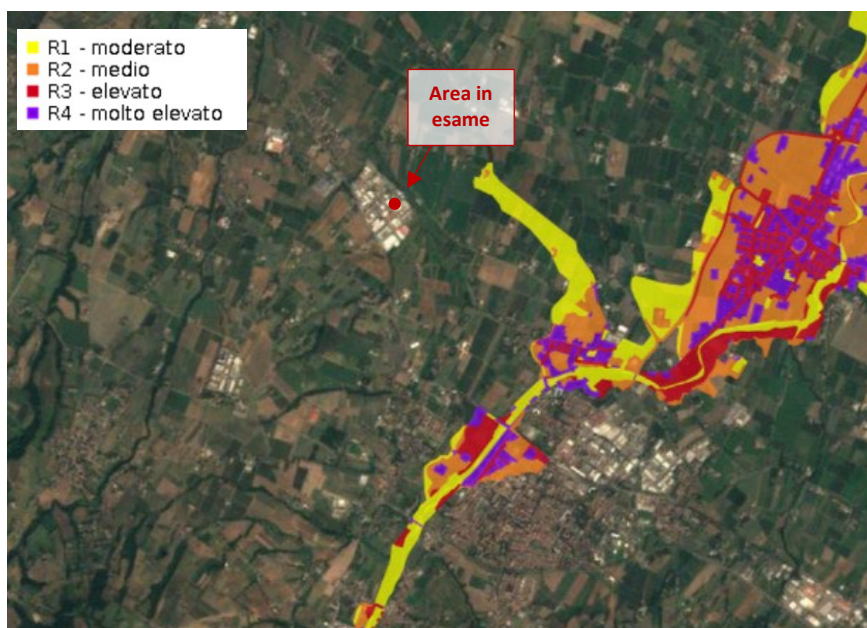 R1 - moderato
R2 - medio
R3 - elevato
R4 - molto elevato
Area in
esame